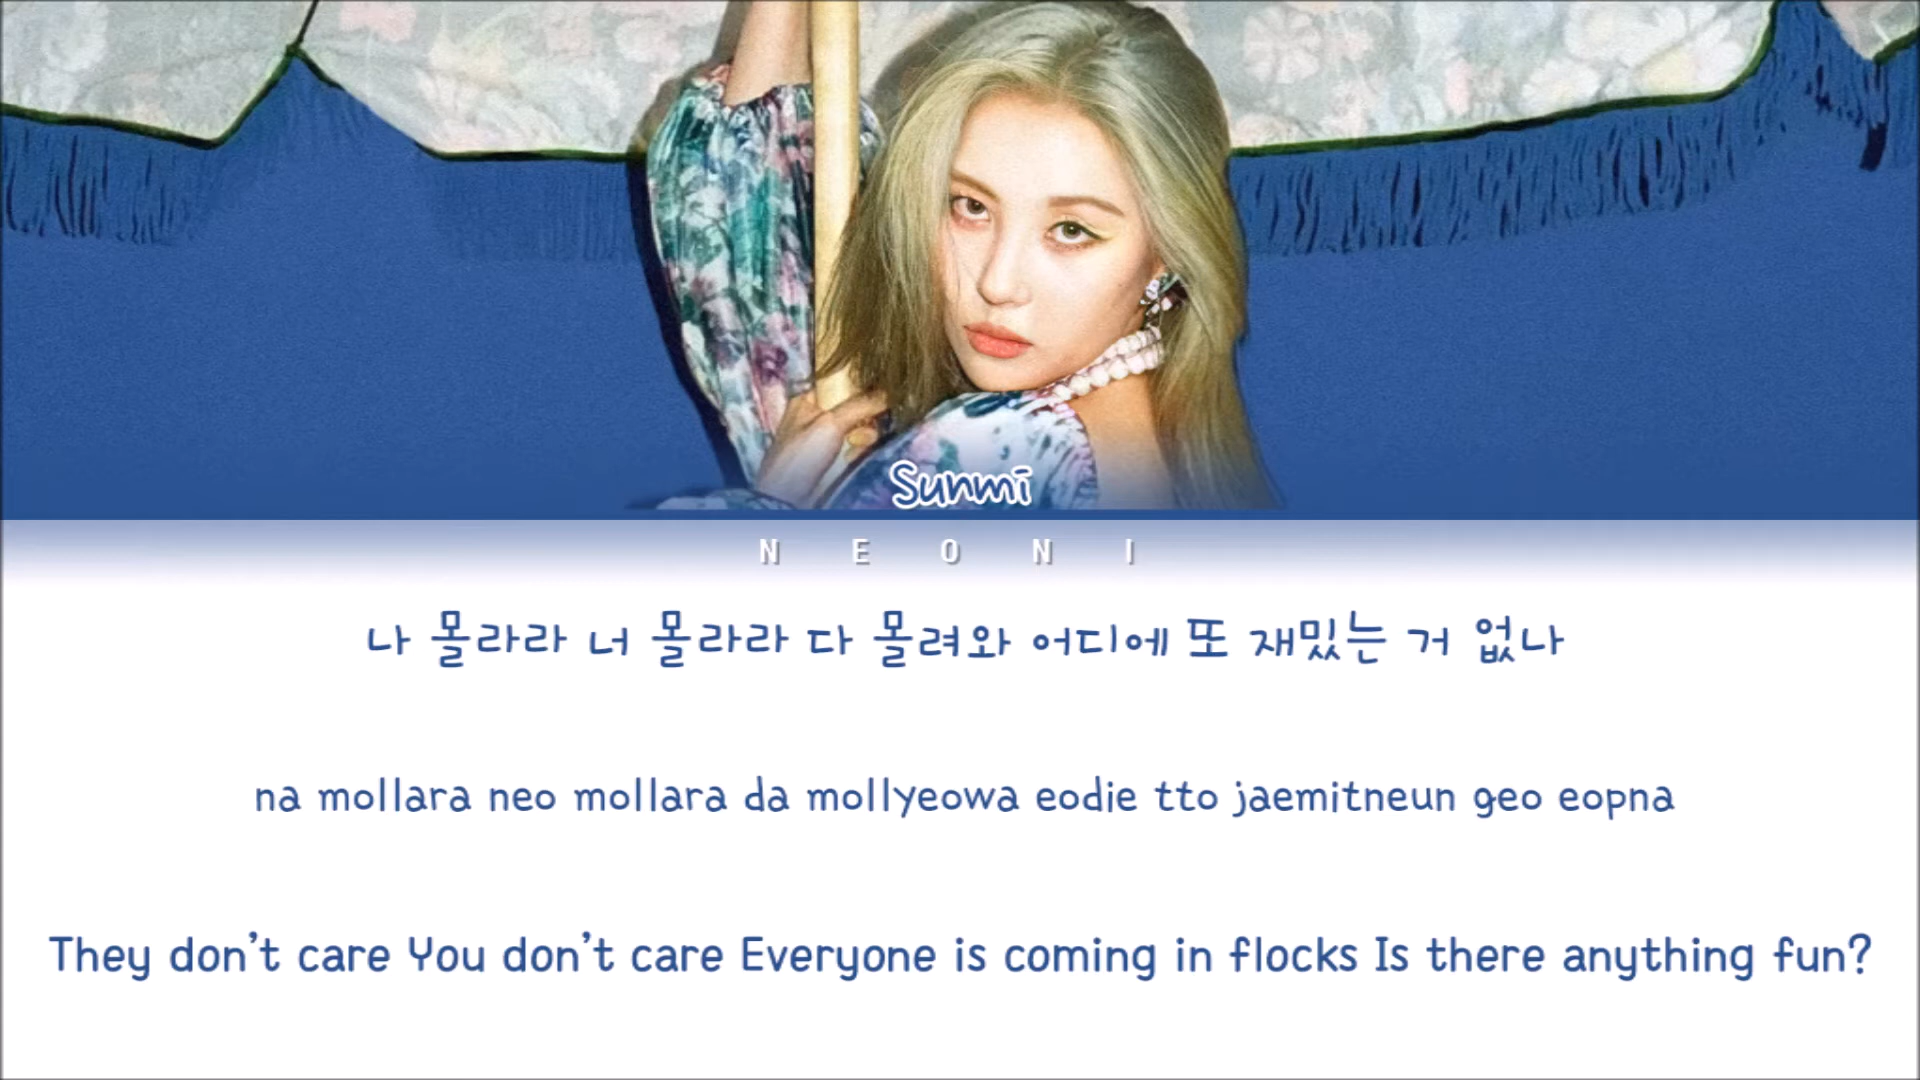 Sunmi
N E O N I
나 몰라라 너 몰라라 다 몰려와 어디에 또 재밌는 거 없나
na mollara neo mollara da mollyeowa eodie tto jaemitneun geo eopna
They don't care You don't care Everyone is coming in flocks Is there anything fun?